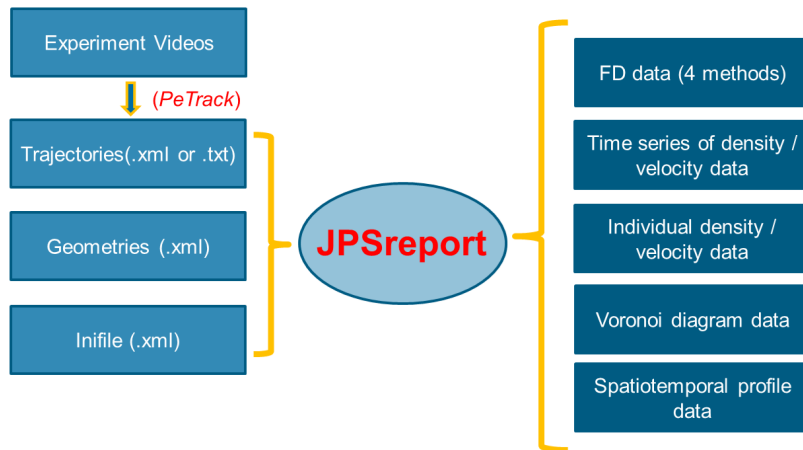 Experiment Videos
(PeTrack)
Trajectories(.xml or .txt)
Geometries (.xml)
Inifile (.xml)
JPSreport
FD data (4 methods)
Time series of density /
velocity data
Individual density /
velocity data
Voronoi diagram data
Spatiotemporal profile
data